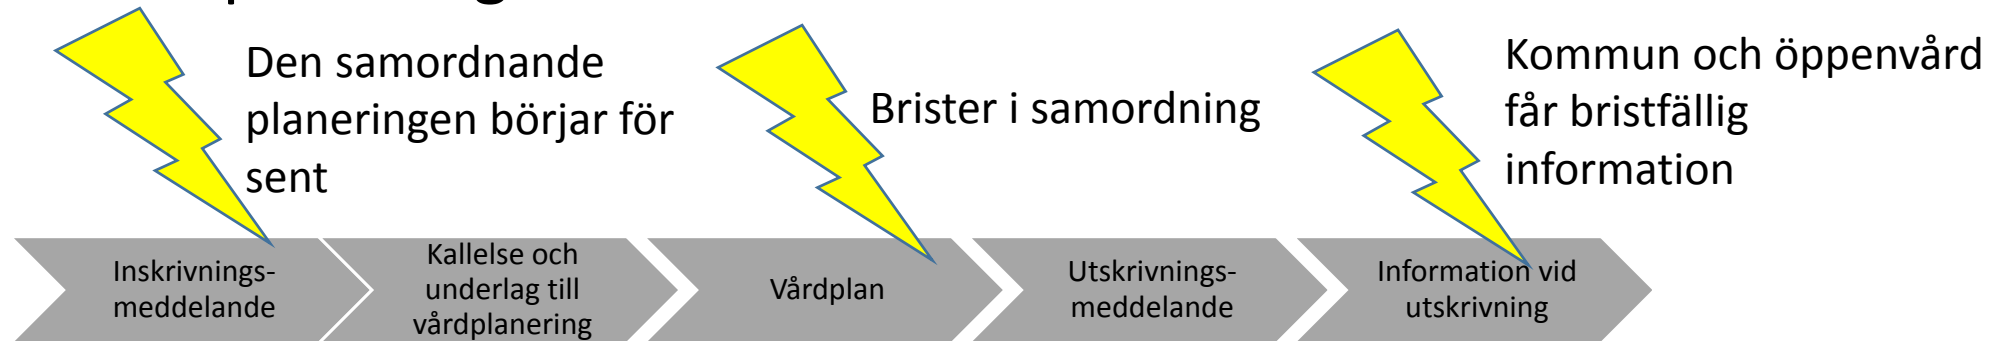 Den samordnande
planeringen börjar för
sent
Brister i samordning
Kommun och öppenvård
får bristfällig
information
Inskrivnings-
meddelande
Kallelse och
underlag till
vårdplanering
Vårdplan
Utskrivnings-
meddelande
Information vid
utskrivning